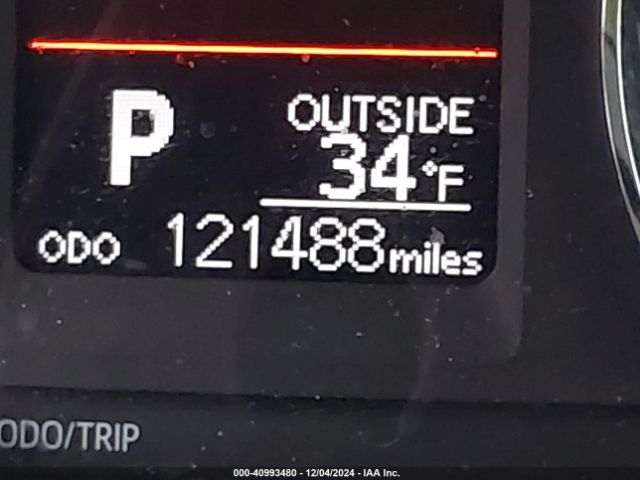 P
OUTSIDE
34°F
ODO 121488 miles
ODO/TRIP
000-40993480 - 12/04/2024 - IAA Inc.